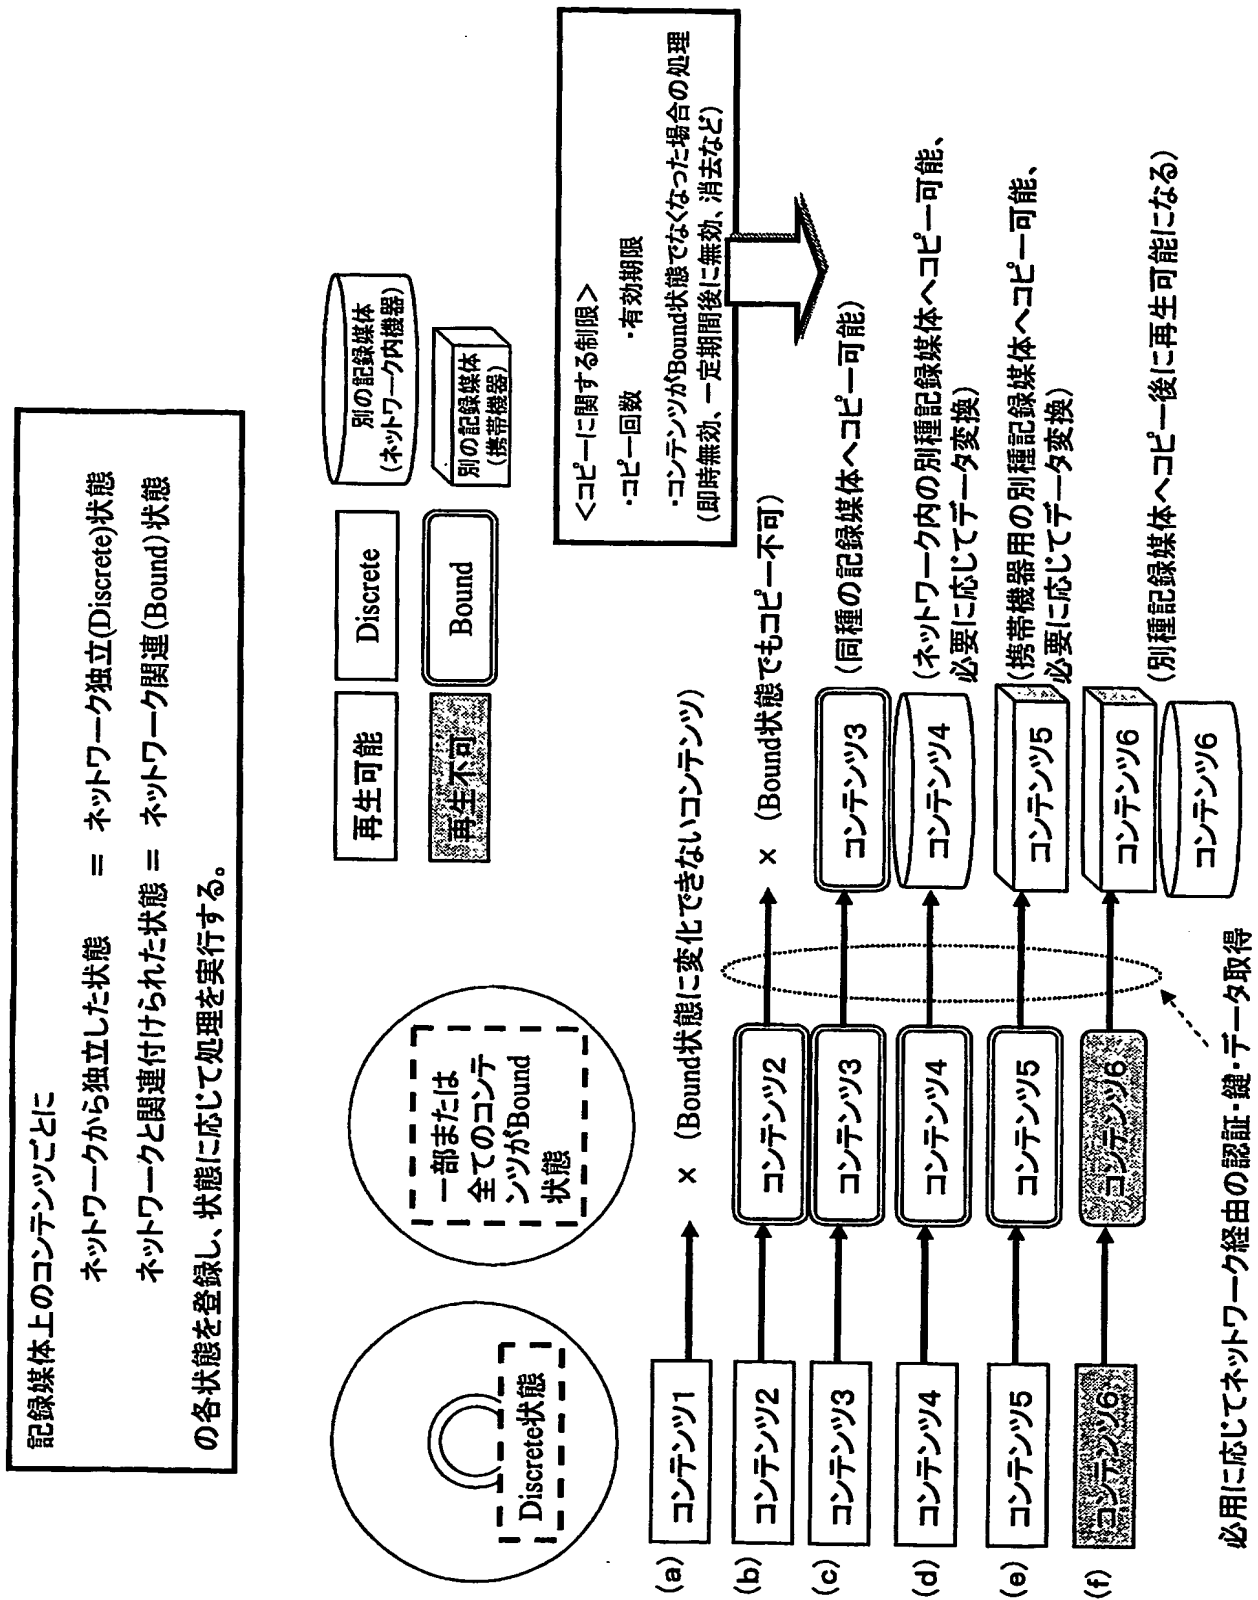 記録媒体上のコンテンツごとに
ネットワークから独立した状態 = ネットワーク独立(Discrete)状態
ネットワークと関連付けられた状態 = ネットワーク関連(Bound)状態
の各状態を登録し、状態に応じて処理を実行する。
再生可能
Discrete
別の記録媒体
(ネットワーク内機器)
再生不可
Bound
別の記録媒体
(携帯機器)
Discrete状態
一部または
全てのコンテ
ンツがBound
状態
<コピーに関する制限>
・コピー回数 ・有効期限
・コンテンツがBound状態でなくなった場合の処理
(即時無効、一定期間後に無効、消去など)
(a) コンテンツ1 × (Bound状態に変化できないコンテンツ)
(b) コンテンツ2 コンテンツ2 × (Bound状態でもコピー不可)
(c) コンテンツ3 コンテンツ3 コンテンツ3 (同種の記録媒体へコピー可能)
(d) コンテンツ4 コンテンツ4 コンテンツ4 (ネットワーク内の別種記録媒体へコピー可能、
必要に応じてデータ変換)
(e) コンテンツ5 コンテンツ5 コンテンツ5 (携帯機器用の別種記録媒体へコピー可能、
必要に応じてデータ変換)
(f) コンテンツ6 コンテンツ6 コンテンツ6
(別種記録媒体へコピー後に再生可能になる)
コンテンツ6
必用に応じてネットワーク経由の認証・鍵・データ取得